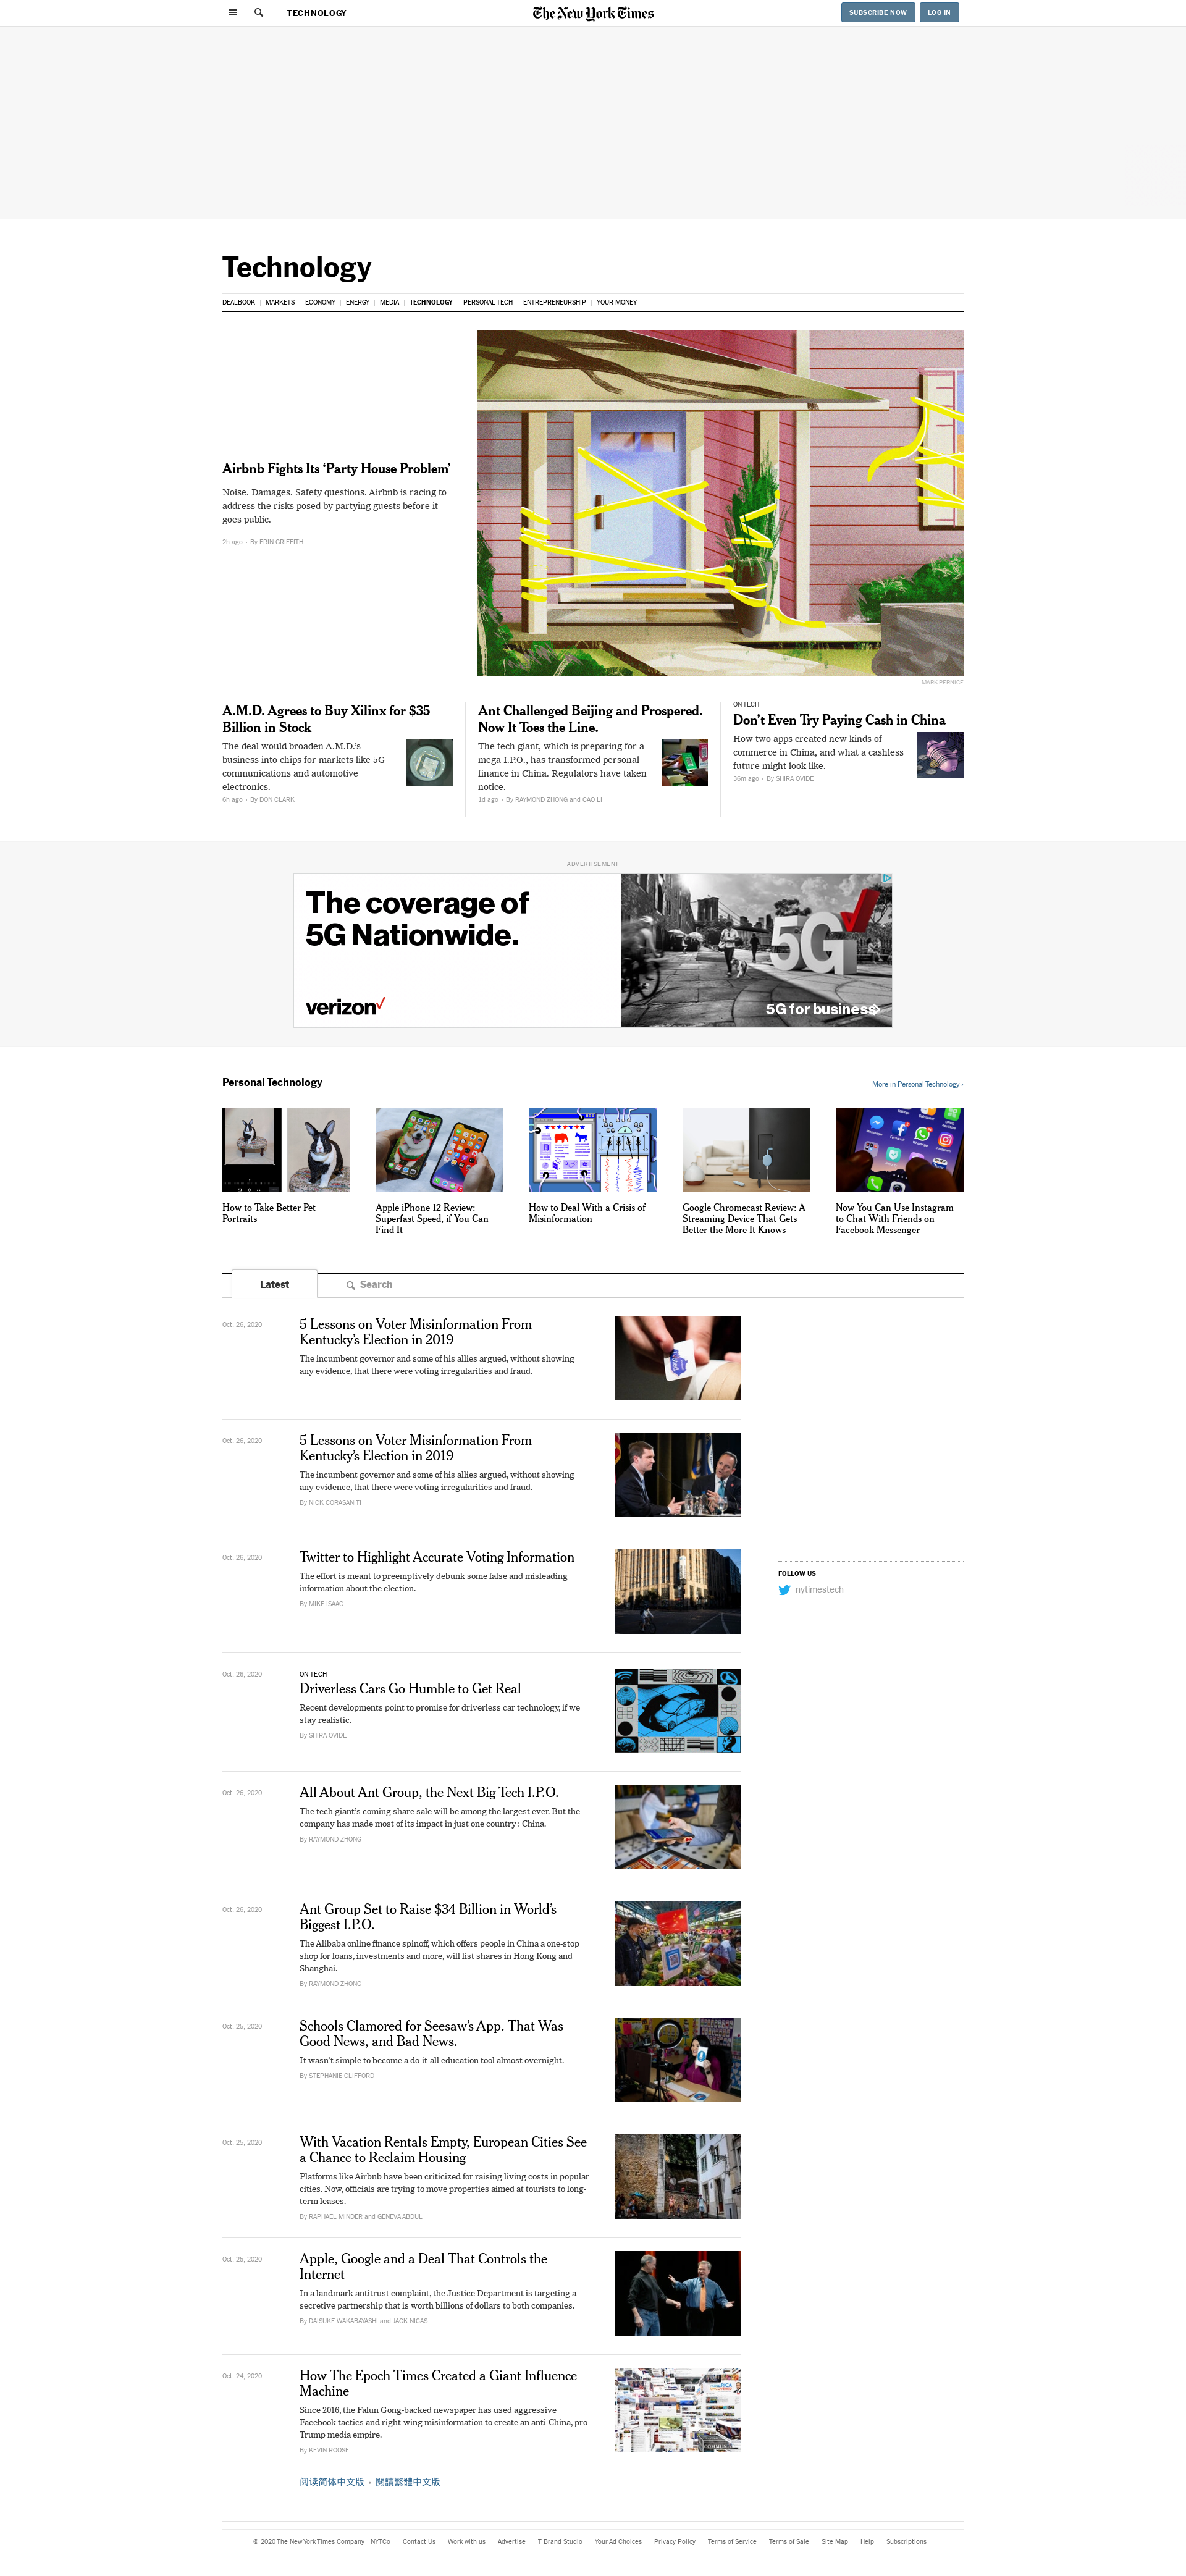 TECHNOLOGY
The New York Times
SUBSCRIBE NOW
LOG IN
Technology
DEALBOOK
MARKETS
ECONOMY
ENERGY
MEDIA
TECHNOLOGY
PERSONAL TECH
ENTREPRENEURSHIP
YOUR MONEY
Airbnb Fights Its ‘Party House Problem’
Noise. Damages. Safety questions. Airbnb is racing to
address the risks posed by partying guests before it
goes public.
2h ago • By ERIN GRIFFITH
MARK PERNICE
A.M.D. Agrees to Buy Xilinx for $35
Billion in Stock
The deal would broaden A.M.D.’s
business into chips for markets like 5G
communications and automotive
electronics.
6h ago • By DON CLARK
Ant Challenged Beijing and Prospered.
Now It Toes the Line.
The tech giant, which is preparing for a
mega I.P.O., has transformed personal
finance in China. Regulators have taken
notice.
1d ago • By RAYMOND ZHONG and CAO LI
ON TECH
Don’t Even Try Paying Cash in China
How two apps created new kinds of
commerce in China, and what a cashless
future might look like.
36m ago • By SHIRA OVIDE
ADVERTISEMENT
The coverage of
5G Nationwide.
verizon
5G
5G for business
Personal Technology
More in Personal Technology ›
How to Take Better Pet
Portraits
Apple iPhone 12 Review:
Superfast Speed, if You Can
Find It
How to Deal With a Crisis of
Misinformation
Google Chromecast Review: A
Streaming Device That Gets
Better the More It Knows
Now You Can Use Instagram
to Chat With Friends on
Facebook Messenger
Latest
Search
Oct. 26, 2020
5 Lessons on Voter Misinformation From
Kentucky’s Election in 2019
The incumbent governor and some of his allies argued, without showing
any evidence, that there were voting irregularities and fraud.
Oct. 26, 2020
5 Lessons on Voter Misinformation From
Kentucky’s Election in 2019
The incumbent governor and some of his allies argued, without showing
any evidence, that there were voting irregularities and fraud.
By NICK CORASANITI
Oct. 26, 2020
Twitter to Highlight Accurate Voting Information
The effort is meant to preemptively debunk some false and misleading
information about the election.
By MIKE ISAAC
FOLLOW US
nytimestech
Oct. 26, 2020
ON TECH
Driverless Cars Go Humble to Get Real
Recent developments point to promise for driverless car technology, if we
stay realistic.
By SHIRA OVIDE
Oct. 26, 2020
All About Ant Group, the Next Big Tech I.P.O.
The tech giant’s coming share sale will be among the largest ever. But the
company has made most of its impact in just one country: China.
By RAYMOND ZHONG
Oct. 26, 2020
Ant Group Set to Raise $34 Billion in World’s
Biggest I.P.O.
The Alibaba online finance spinoff, which offers people in China a one-stop
shop for loans, investments and more, will list shares in Hong Kong and
Shanghai.
By RAYMOND ZHONG
Oct. 25, 2020
Schools Clamored for Seesaw’s App. That Was
Good News, and Bad News.
It wasn’t simple to become a do-it-all education tool almost overnight.
By STEPHANIE CLIFFORD
Oct. 25, 2020
With Vacation Rentals Empty, European Cities See
a Chance to Reclaim Housing
Platforms like Airbnb have been criticized for raising living costs in popular
cities. Now, officials are trying to move properties aimed at tourists to long-
term leases.
By RAPHAEL MINDER and GENEVA ABDUL
Oct. 25, 2020
Apple, Google and a Deal That Controls the
Internet
In a landmark antitrust complaint, the Justice Department is targeting a
secretive partnership that is worth billions of dollars to both companies.
By DAISUKE WAKABAYASHI and JACK NICAS
Oct. 24, 2020
How The Epoch Times Created a Giant Influence
Machine
Since 2016, the Falun Gong-backed newspaper has used aggressive
Facebook tactics and right-wing misinformation to create an anti-China, pro-
Trump media empire.
By KEVIN ROOSE
阅读简体中文版 • 閱讀繁體中文版
© 2020 The New York Times Company
NYTCo
Contact Us
Work with us
Advertise
T Brand Studio
Your Ad Choices
Privacy Policy
Terms of Service
Terms of Sale
Site Map
Help
Subscriptions